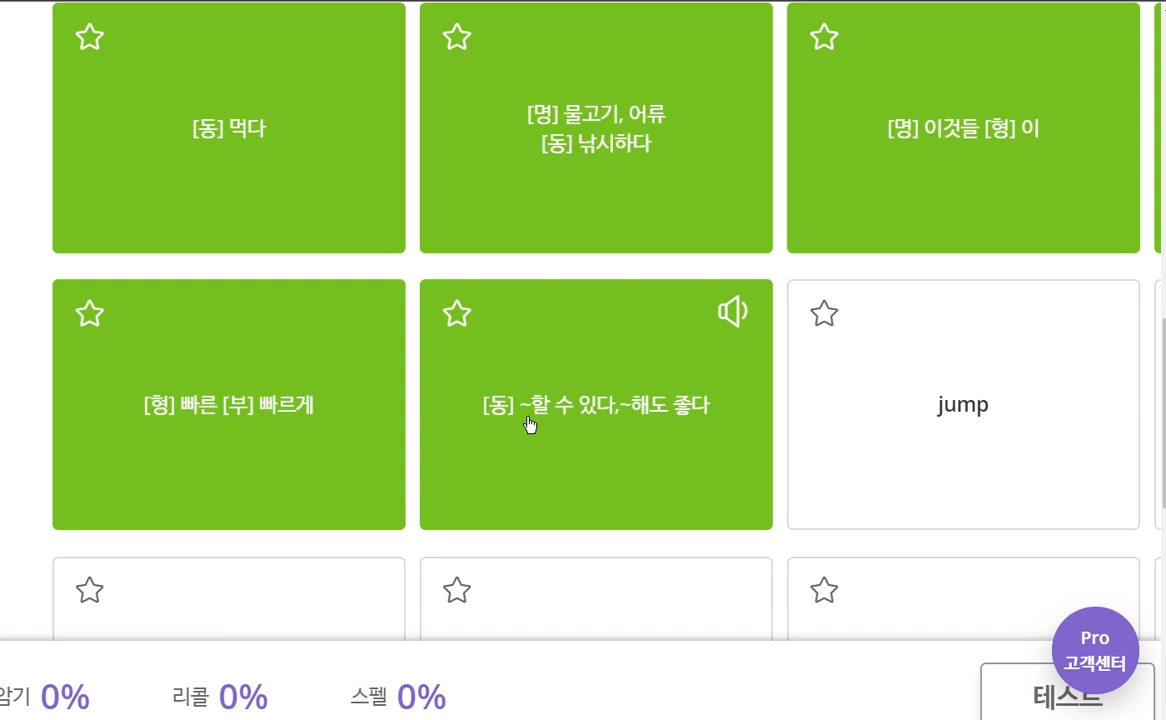 [동] 먹다
[명] 물고기, 어류
[동] 낚시하다
[명] 이것들 [형] 이
[형] 빠른 [부] 빠르게
[동] ~할 수 있다,~해도 좋다
jump
암기 0%
리콜 0%
스펠 0%
Pro
고객센터
테스트